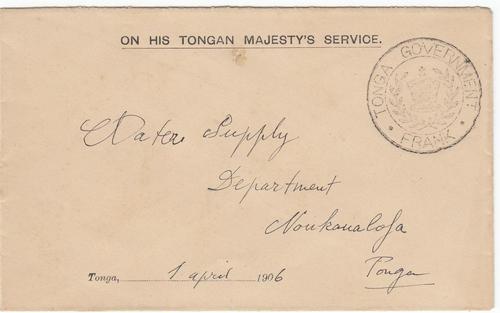 ON HIS TONGAN MAJESTY'S SERVICE.
TONGA GOVERNMENT
• FRANK •
Water Supply
Department
Noukoualofa
Tonga, 1 april 1906
Tonga